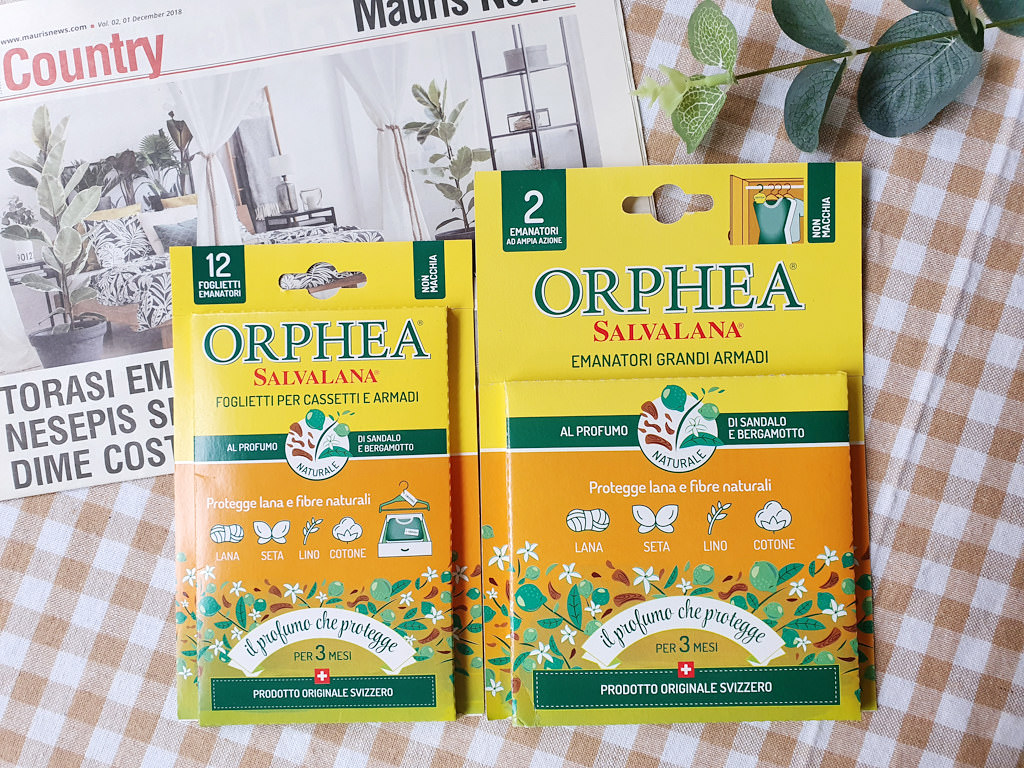 www.maurisnews.com ■ Vol. 02, 01 December 2018
Mauris
Country
TORASI EM
NESEPIS
DIME COS
12
FOGLIETTI
EMANATORI
NON
MACCHIA
ORPHEA®
SALVALANA®
FOGLIETTI PER CASSETTI E ARMADI
AL PROFUMO
DI SANDALO
E BERGAMOTTO
NATURALE
Protegge lana e fibre naturali
LANA SETA LINO COTONE
il profumo che protegge
PER 3 MESI
PRODOTTO ORIGINALE SVIZZERO
2
EMANATORI
AD AMPIA AZIONE
NON
MACCHIA
ORPHEA®
SALVALANA®
EMANATORI GRANDI ARMADI
AL PROFUMO
DI SANDALO
E BERGAMOTTO
NATURALE
Protegge lana e fibre naturali
LANA SETA LINO COTONE
il profumo che protegge
PER 3 MESI
PRODOTTO ORIGINALE SVIZZERO